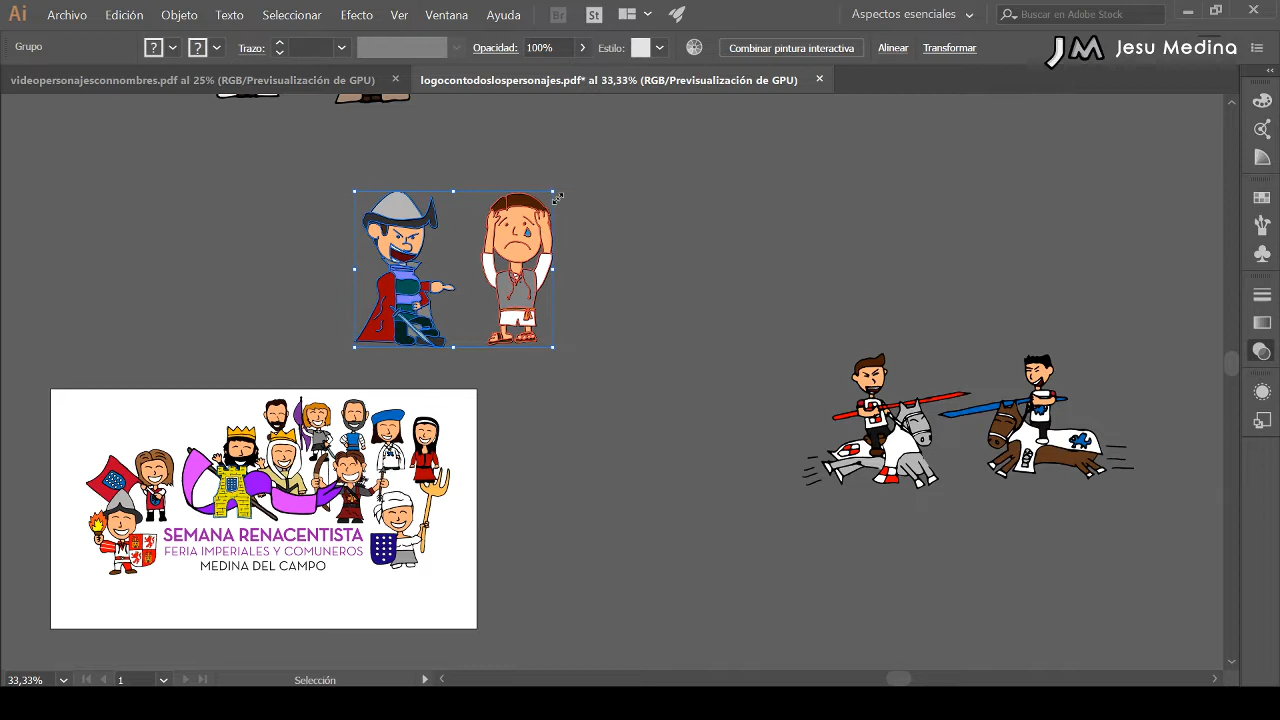 Ai Archivo Edición Objeto Texto Seleccionar Efecto Ver Ventana Ayuda Br St Aspectos esenciales Buscar en Adobe Stock
Grupo ? ? Trazo: Opacidad: 100% Estilo: Combinar pintura interactiva Alinear Transformar JM Jesu Medina
videopersonajesconnombres.pdf al 25% (RGB/Previsualización de GPU) × logocontodoslospersonajes.pdf* al 33,33% (RGB/Previsualización de GPU) ×
SEMANA RENACENTISTA
FERIA IMPERIALES Y COMUNEROS
MEDINA DEL CAMPO
33,33% 1 Selección